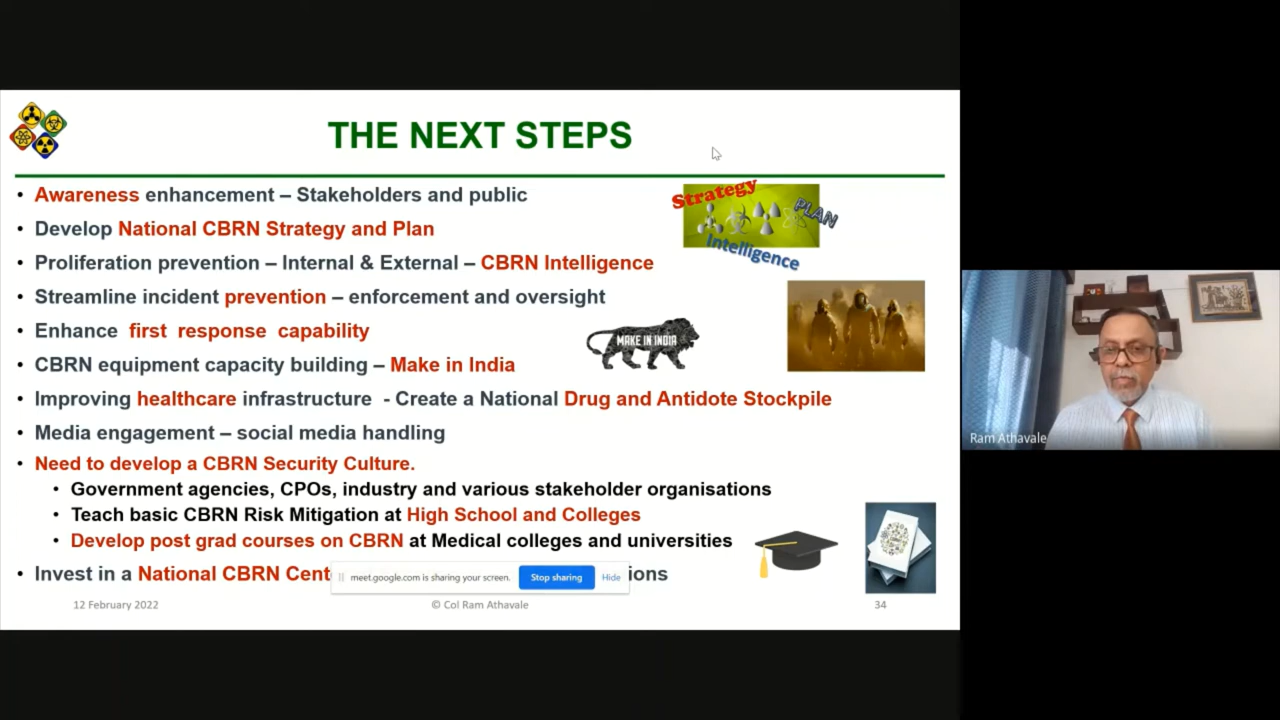 THE NEXT STEPS
• Awareness enhancement – Stakeholders and public
• Develop National CBRN Strategy and Plan
• Proliferation prevention – Internal & External – CBRN Intelligence
• Streamline incident prevention – enforcement and oversight
• Enhance first response capability
• CBRN equipment capacity building – Make in India
• Improving healthcare infrastructure - Create a National Drug and Antidote Stockpile
• Media engagement – social media handling
• Need to develop a CBRN Security Culture.
• Government agencies, CPOs, industry and various stakeholder organisations
• Teach basic CBRN Risk Mitigation at High School and Colleges
• Develop post grad courses on CBRN at Medical colleges and universities
• Invest in a National CBRN
Strategy
PLAN
Intelligence
MAKE IN INDIA
meet.google.com is sharing your screen. Stop sharing Hide
12 February 2022 © Col Ram Athavale 34
Ram Athavale